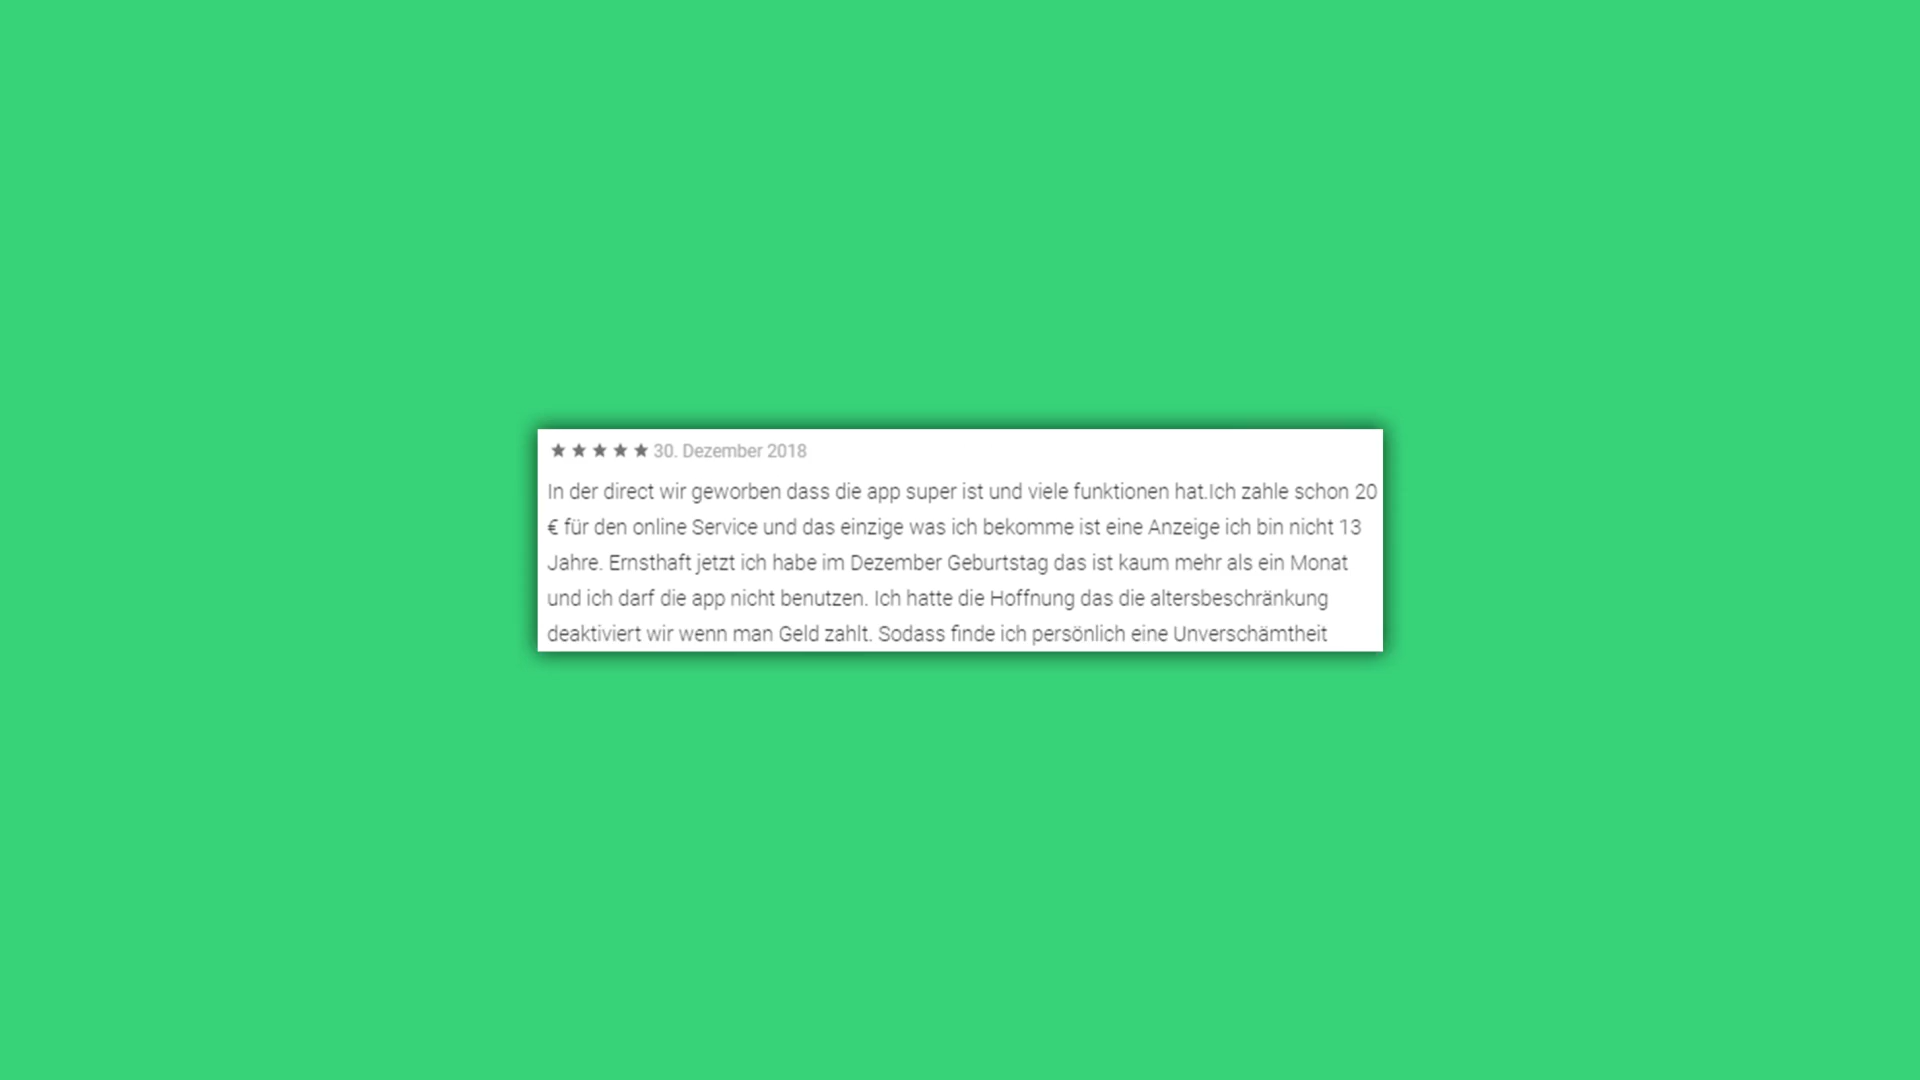 ★★★★★ 30. Dezember 2018
In der direct wir geworben dass die app super ist und viele funktionen hat.Ich zahle schon 20
€ für den online Service und das einzige was ich bekomme ist eine Anzeige ich bin nicht 13
Jahre. Ernsthaft jetzt ich habe im Dezember Geburtstag das ist kaum mehr als ein Monat
und ich darf die app nicht benutzen. Ich hatte die Hoffnung das die altersbeschränkung
deaktiviert wir wenn man Geld zahlt. Sodass finde ich persönlich eine Unverschämtheit